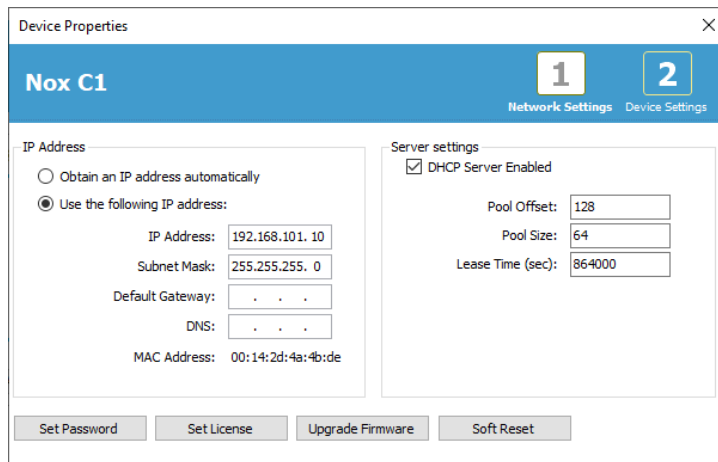 Device Properties
Nox C1
1
Network Settings
2
Device Settings
IP Address
Obtain an IP address automatically
Use the following IP address:
IP Address: 192.168.101. 10
Subnet Mask: 255.255.255. 0
Default Gateway: . . .
DNS: . . .
MAC Address: 00:14:2d:4a:4b:de
Server settings
DHCP Server Enabled
Pool Offset: 128
Pool Size: 64
Lease Time (sec): 864000
Set Password
Set License
Upgrade Firmware
Soft Reset